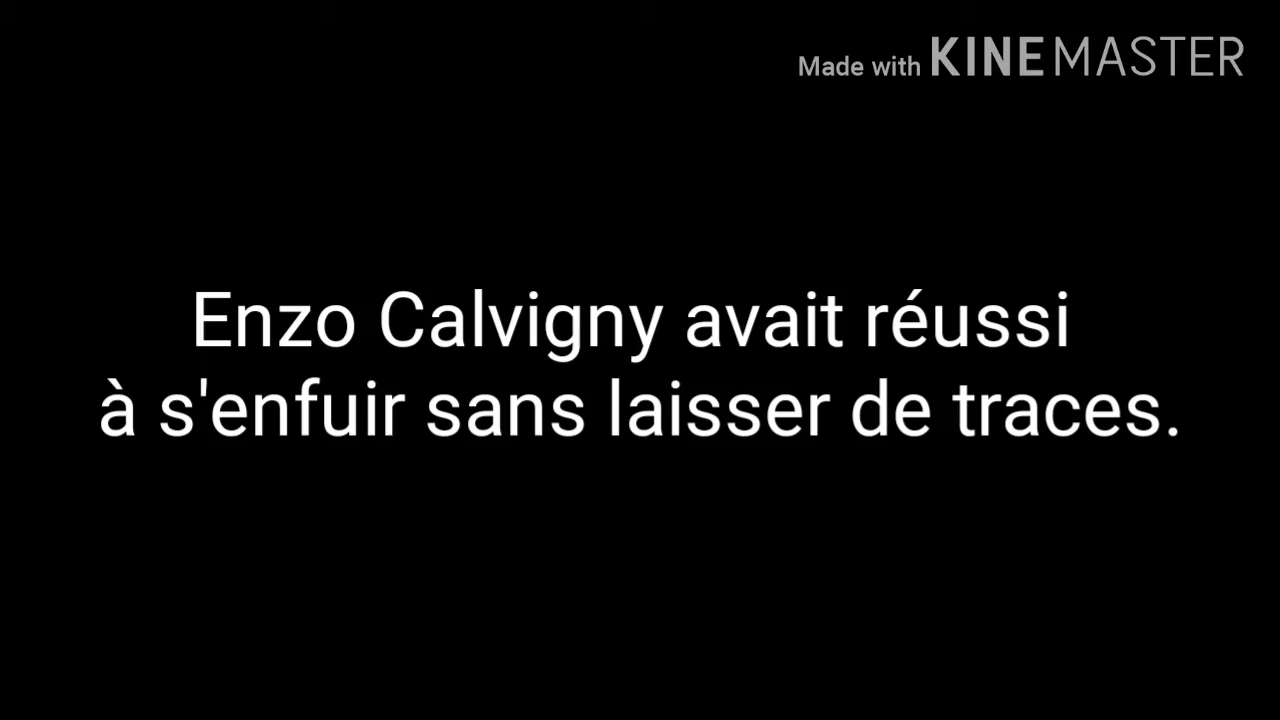 Made with KINEMASTER
Enzo Calvigny avait réussi
à s'enfuir sans laisser de traces.